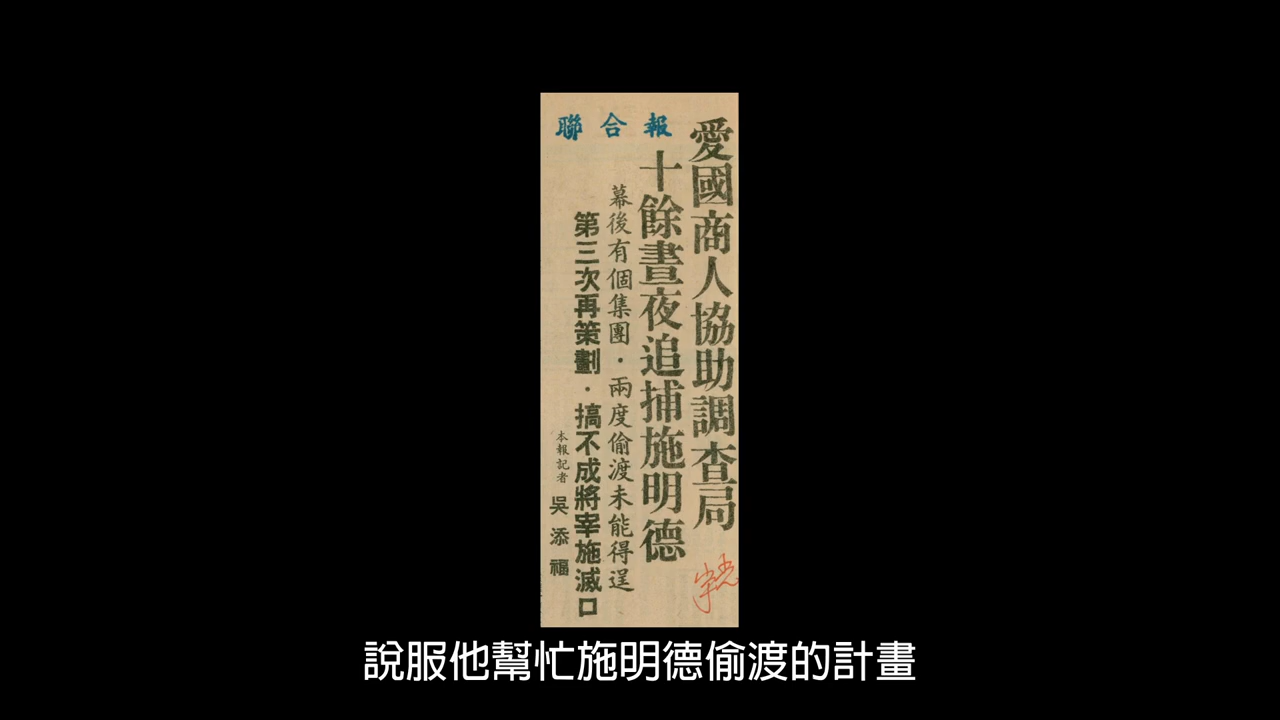 聯合報
愛國商人協助調查局
十餘晝夜追捕施明德
幕後有個集團・兩度偷渡未能得逞
第三次再策劃・搞不成將宰施滅口
本報記者 吳添福
說服他幫忙施明德偷渡的計畫